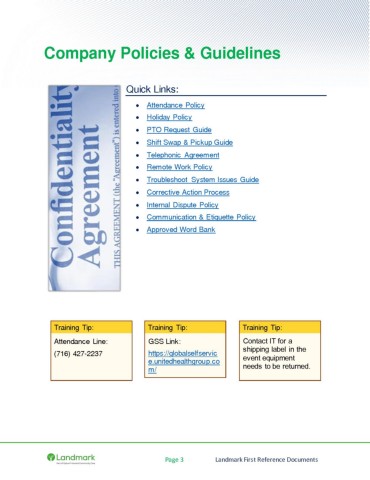 Company Policies & Guidelines
Confidentiality
Agreement
THIS AGREEMENT (the "Agreement") is entered into
Quick Links:
• Attendance Policy
• Holiday Policy
• PTO Request Guide
• Shift Swap & Pickup Guide
• Telephonic Agreement
• Remote Work Policy
• Troubleshoot System Issues Guide
• Corrective Action Process
• Internal Dispute Policy
• Communication & Etiquette Policy
• Approved Word Bank
Training Tip:
Attendance Line:
(716) 427-2237
Training Tip:
GSS Link:
https://globalselfservic
e.unitedhealthgroup.co
m/
Training Tip:
Contact IT for a
shipping label in the
event equipment
needs to be returned.
Landmark
Page 3
Landmark First Reference Documents